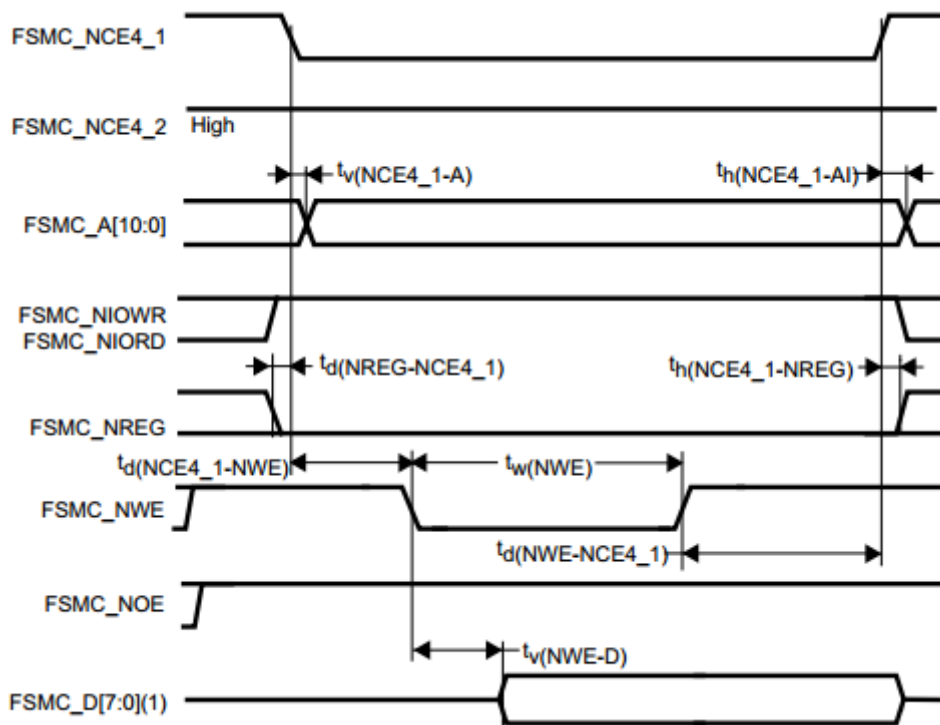 FSMC_NCE4_1
FSMC_NCE4_2
High
tv(NCE4_1-A)
th(NCE4_1-AI)
FSMC_A[10:0]
FSMC_NIOWR
FSMC_NIORD
td(NREG-NCE4_1)
th(NCE4_1-NREG)
FSMC_NREG
td(NCE4_1-NWE)
tw(NWE)
FSMC_NWE
td(NWE-NCE4_1)
FSMC_NOE
tv(NWE-D)
FSMC_D[7:0](1)